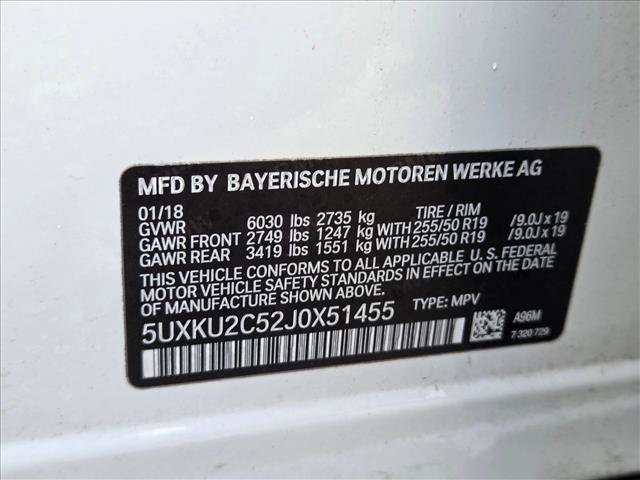 MFD BY BAYERISCHE MOTOREN WERKE AG
01/18
GVWR 6030 lbs 2735 kg TIRE / RIM
GAWR FRONT 2749 lbs 1247 kg WITH 255/50 R19 /9.0J x 19
GAWR REAR 3419 lbs 1551 kg WITH 255/50 R19 /9.0J x 19
THIS VEHICLE CONFORMS TO ALL APPLICABLE U. S. FEDERAL
MOTOR VEHICLE SAFETY STANDARDS IN EFFECT ON THE DATE
OF MANUFACTURE SHOWN ABOVE.
5UXKU2C52J0X51455 TYPE: MPV
A96M
7 320 729